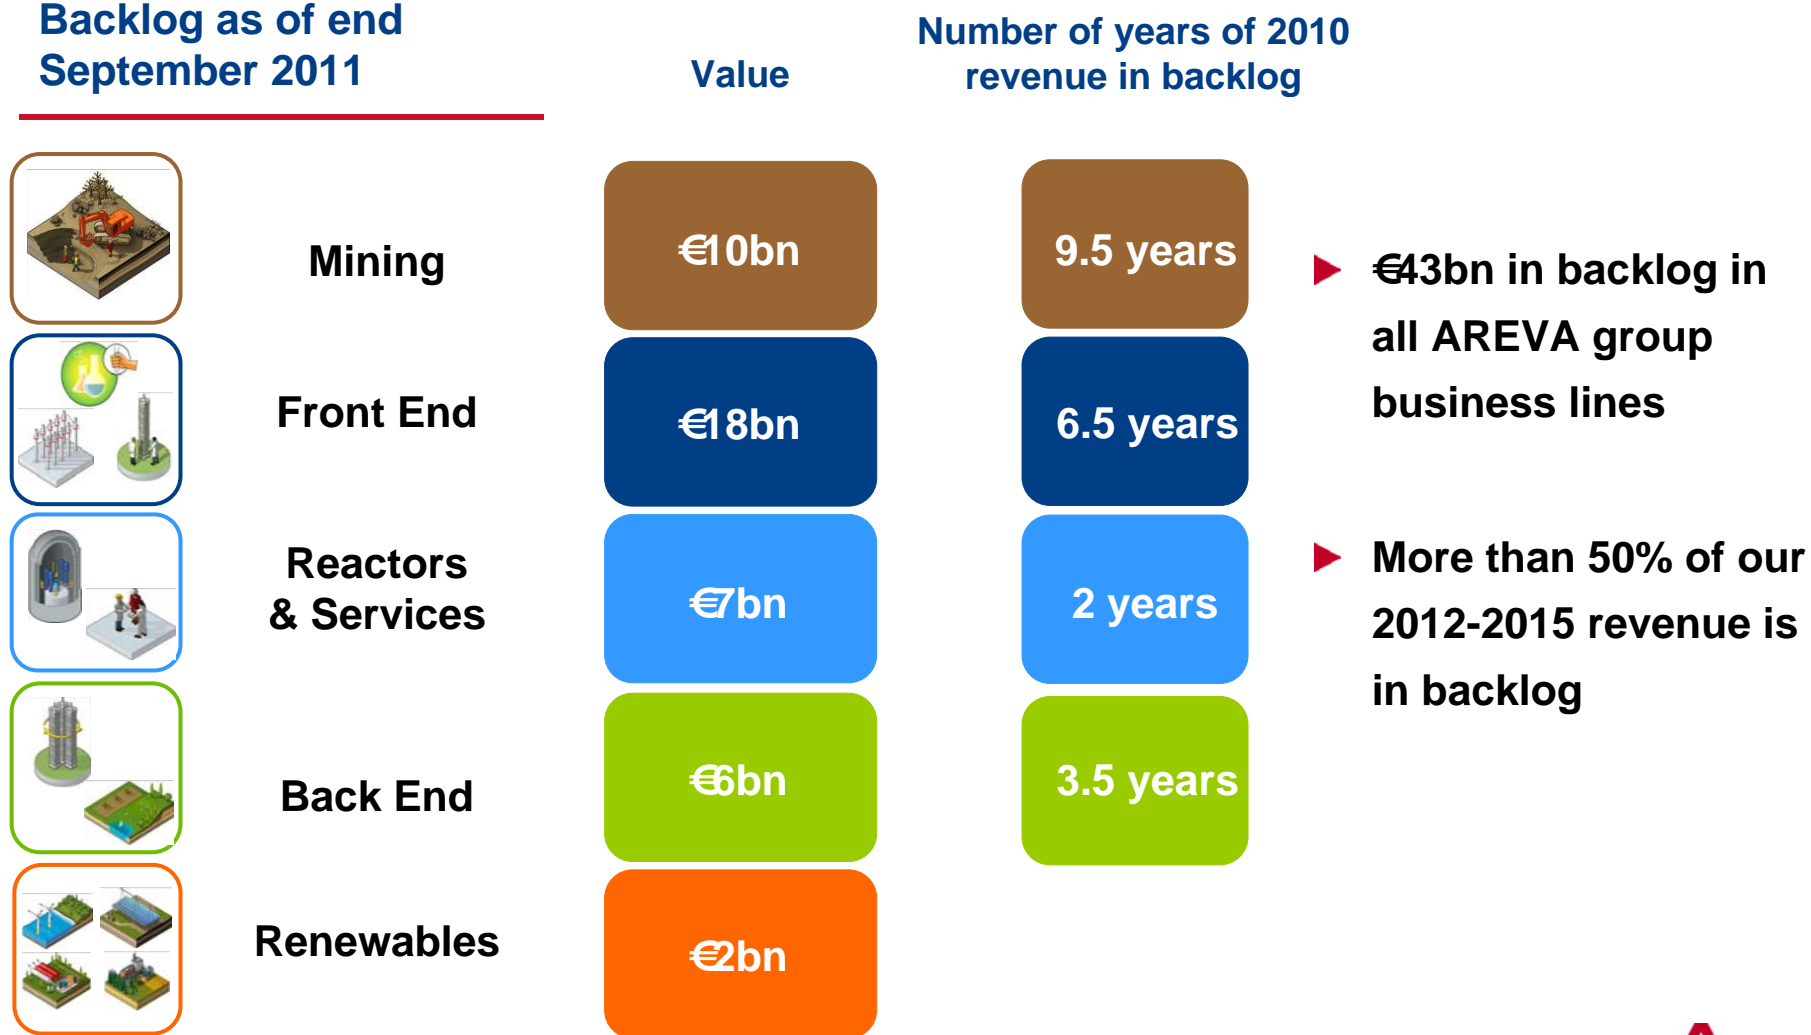 Backlog as of end
September 2011
Value
Number of years of 2010
revenue in backlog
Mining
€10bn
9.5 years
Front End
€18bn
6.5 years
Reactors
& Services
€7bn
2 years
Back End
€6bn
3.5 years
Renewables
€2bn
€43bn in backlog in
all AREVA group
business lines
More than 50% of our
2012-2015 revenue is
in backlog